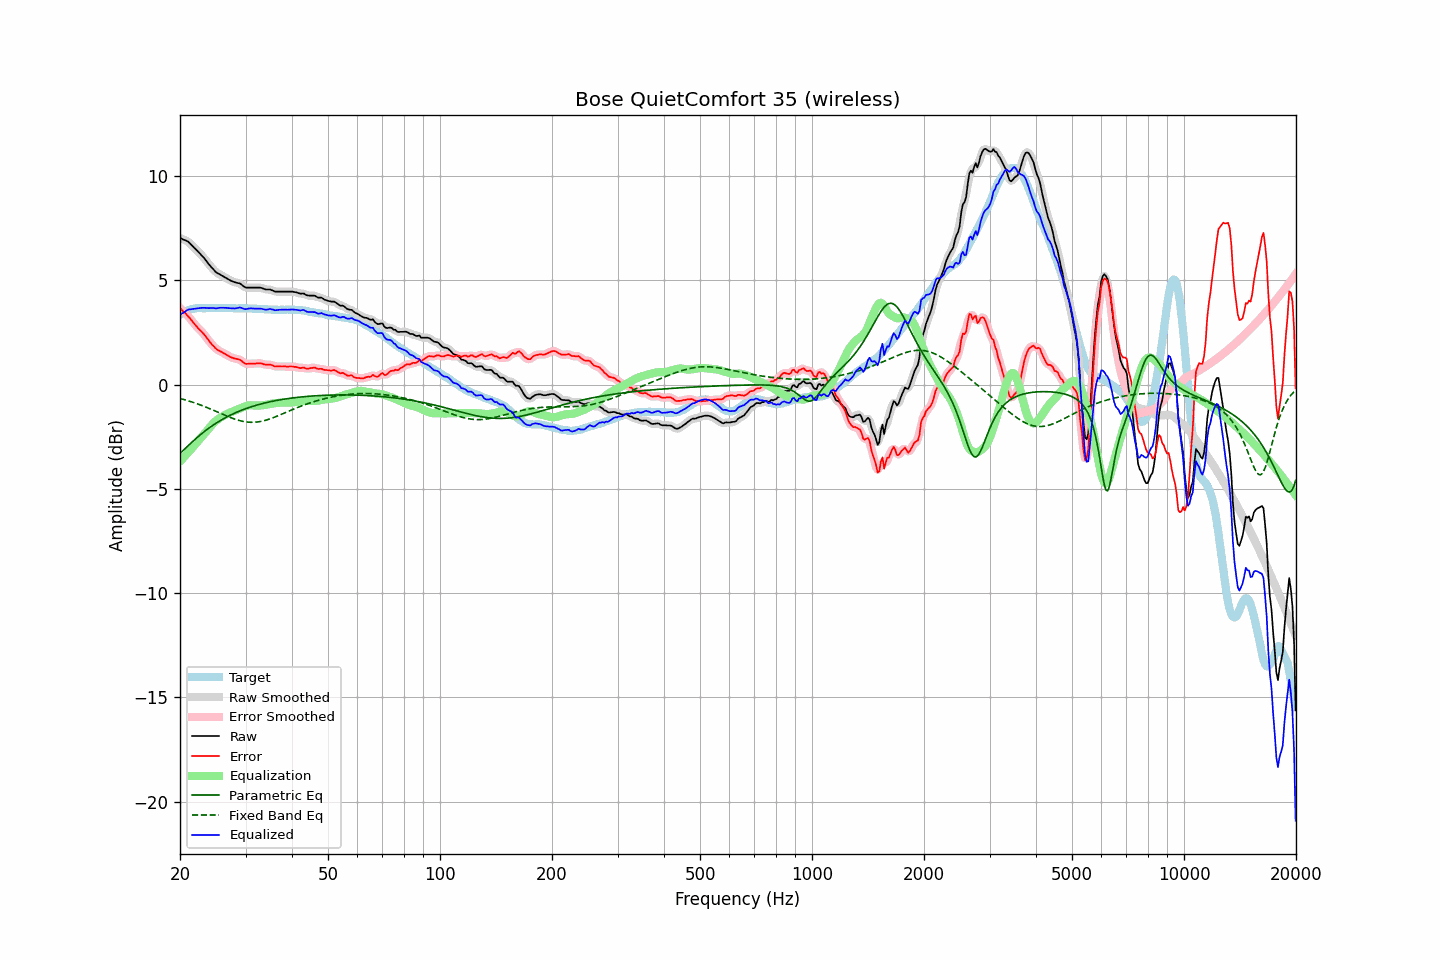 Bose QuietComfort 35 (wireless)
Amplitude (dBr)
10
5
0
−5
−10
−15
−20
Target
Raw Smoothed
Error Smoothed
Raw
Error
Equalization
Parametric Eq
Fixed Band Eq
Equalized
20 50 100 200 500 1000 2000 5000 10000 20000
Frequency (Hz)